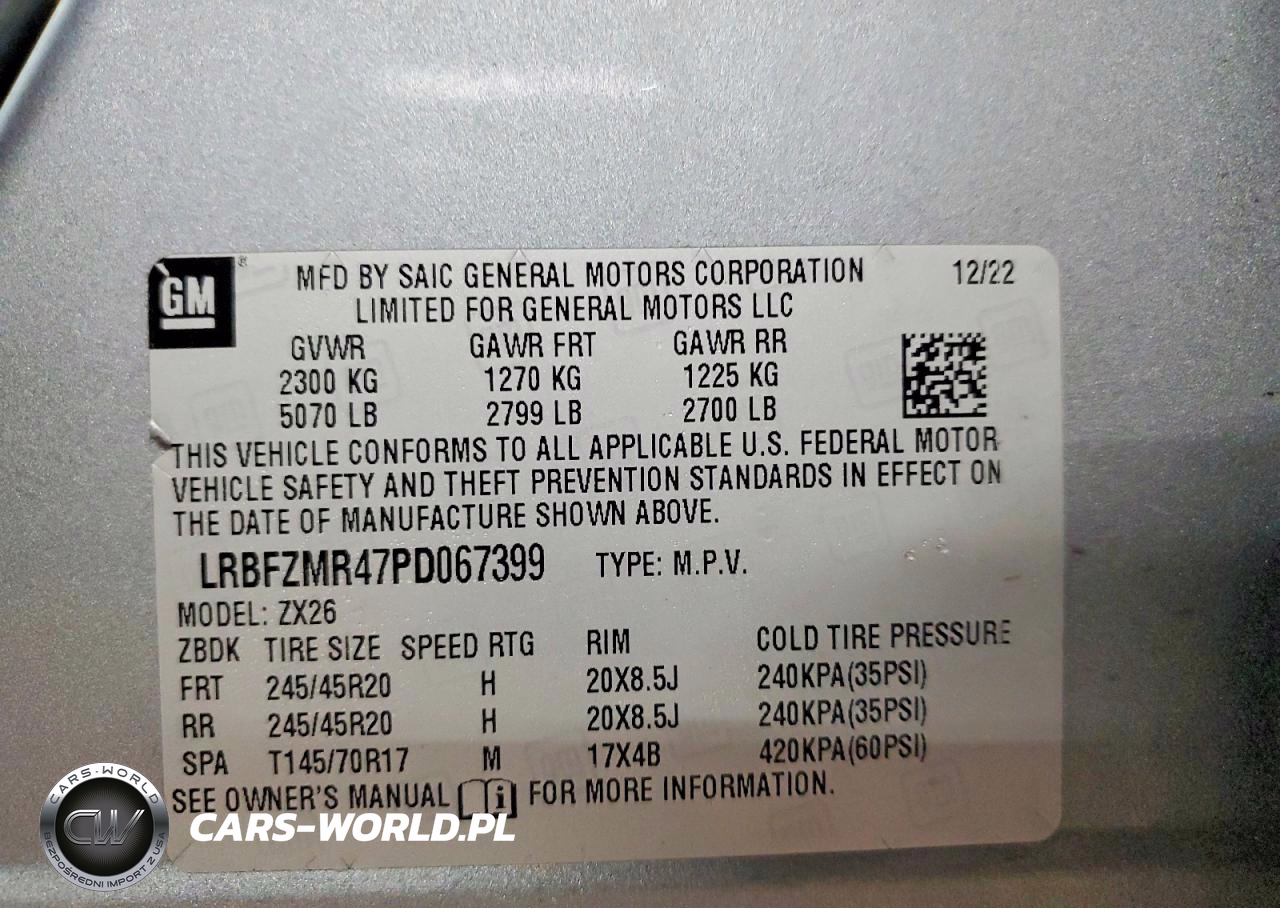 GM ®
MFD BY SAIC GENERAL MOTORS CORPORATION 12/22
LIMITED FOR GENERAL MOTORS LLC
GVWR GAWR FRT GAWR RR
2300 KG 1270 KG 1225 KG
5070 LB 2799 LB 2700 LB
THIS VEHICLE CONFORMS TO ALL APPLICABLE U.S. FEDERAL MOTOR
VEHICLE SAFETY AND THEFT PREVENTION STANDARDS IN EFFECT ON
THE DATE OF MANUFACTURE SHOWN ABOVE.
LRBFZMR47PD067399 TYPE: M.P.V.
MODEL: ZX26
ZBDK TIRE SIZE SPEED RTG RIM COLD TIRE PRESSURE
FRT 245/45R20 H 20X8.5J 240KPA(35PSI)
RR 245/45R20 H 20X8.5J 240KPA(35PSI)
SPA T145/70R17 M 17X4B 420KPA(60PSI)
SEE OWNER'S MANUAL i FOR MORE INFORMATION.
CARS-WORLD
CW
BEZPOŚREDNI IMPORT Z USA
CARS-WORLD.PL